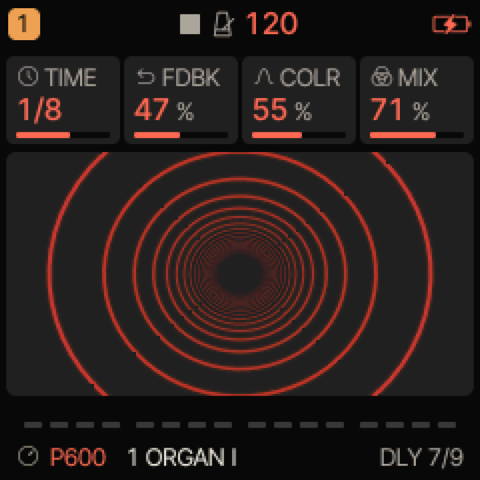 1 120
TIME FDBK COLR MIX
1/8 47 % 55 % 71 %
P600 1 ORGAN I DLY 7/9